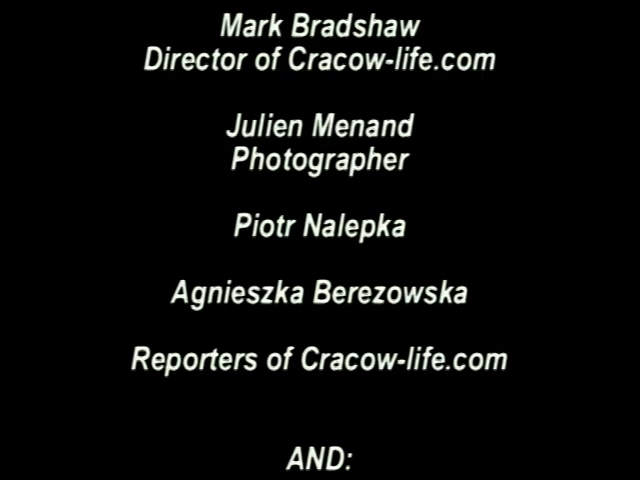 Mark Bradshaw
Director of Cracow-life.com
Julien Menand
Photographer
Piotr Nalepka
Agnieszka Berezowska
Reporters of Cracow-life.com
AND: